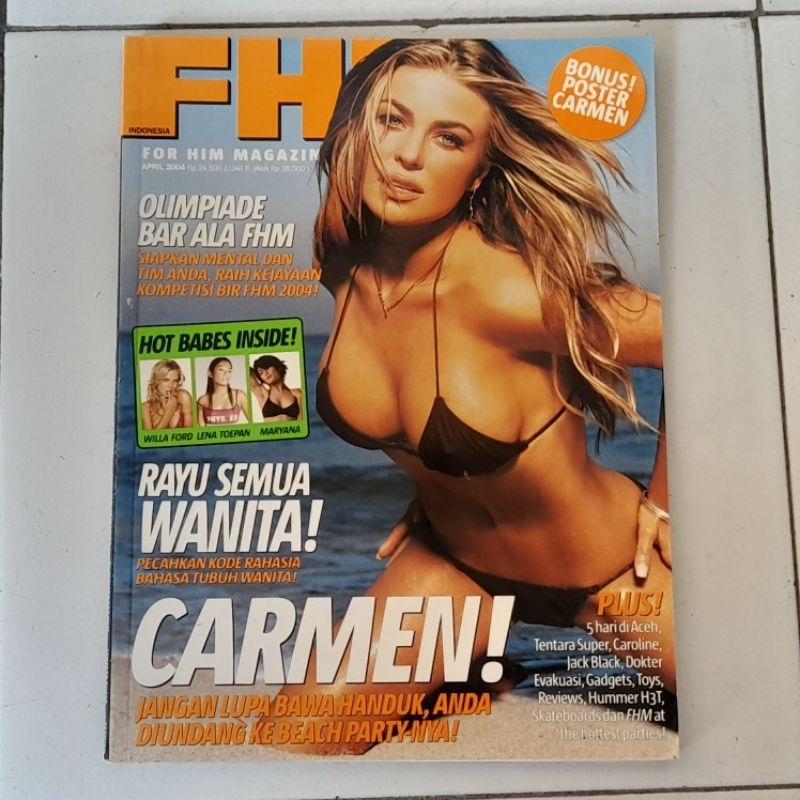 FH
INDONESIA
FOR HIM MAGAZIN
APRIL 2004 Rp 24.500 (LUAR P. JAWA Rp 26.000)
BONUS!
POSTER
CARMEN
OLIMPIADE
BAR ALA FHM
SIAPKAN MENTAL DAN
TIM ANDA, RAIH KEJAYAAN
KOMPETISI BIR FHM 2004!
HOT BABES INSIDE!
WILLA FORD LENA TOEPAN MARYANA
RAYU SEMUA
WANITA!
PECAHKAN KODE RAHASIA
BAHASA TUBUH WANITA!
CARMEN!
JANGAN LUPA BAWA HANDUK, ANDA
DIUNDANG KE BEACH PARTY-NYA!
PLUS!
5 hari di Aceh,
Tentara Super, Caroline,
Jack Black, Dokter
Evakuasi, Gadgets, Toys,
Reviews, Hummer H3T,
Skateboards dan FHM at
the hottest parties!